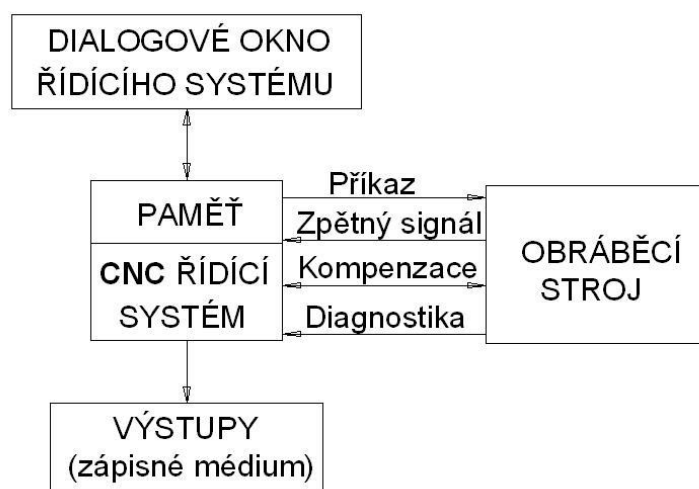 DIALOGOVÉ OKNO
ŘÍDÍCÍHO SYSTÉMU
PAMĚŤ
CNC ŘÍDÍCÍ
SYSTÉM
Příkaz
Zpětný signál
Kompenzace
Diagnostika
OBRÁBĚCÍ
STROJ
VÝSTUPY
(zápisné médium)